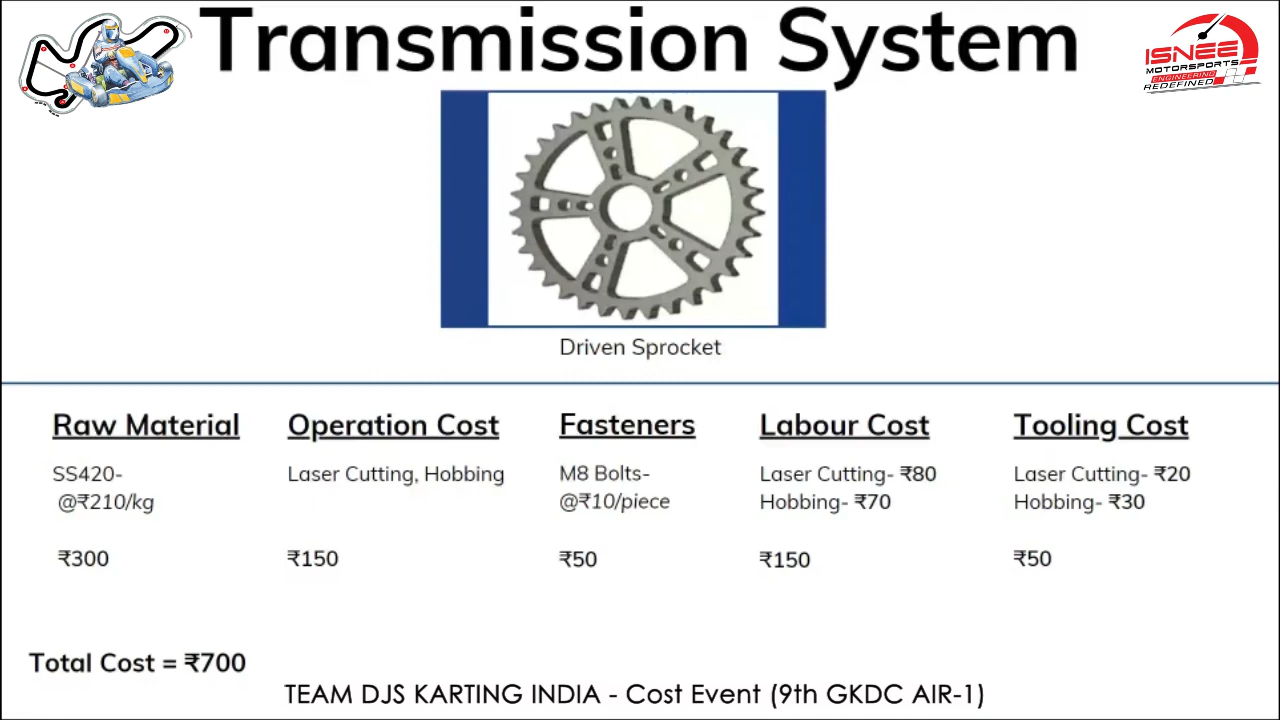 Transmission System
ISNEE
MOTORSPORTS
ENGINEERING
REDEFINED
Driven Sprocket
Raw Material
Operation Cost
Fasteners
Labour Cost
Tooling Cost
SS420-
@₹210/kg
₹300
Laser Cutting, Hobbing
₹150
M8 Bolts-
@₹10/piece
₹50
Laser Cutting- ₹80
Hobbing- ₹70
₹150
Laser Cutting- ₹20
Hobbing- ₹30
₹50
Total Cost = ₹700
TEAM DJS KARTING INDIA - Cost Event (9th GKDC AIR-1)